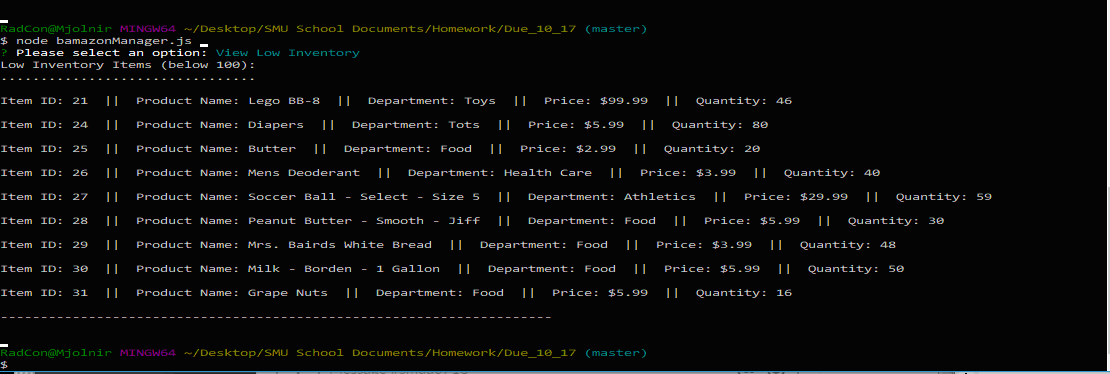 RadCon@Mjolnir MINGW64 ~/Desktop/SMU School Documents/Homework/Due_10_17 (master)
$ node bamazonManager.js
? Please select an option: View Low Inventory
Low Inventory Items (below 100):
................................
Item ID: 21  ||  Product Name: Lego BB-8  ||  Department: Toys  ||  Price: $99.99  ||  Quantity: 46
Item ID: 24  ||  Product Name: Diapers  ||  Department: Tots  ||  Price: $5.99  ||  Quantity: 80
Item ID: 25  ||  Product Name: Butter  ||  Department: Food  ||  Price: $2.99  ||  Quantity: 20
Item ID: 26  ||  Product Name: Mens Deoderant  ||  Department: Health Care  ||  Price: $3.99  ||  Quantity: 40
Item ID: 27  ||  Product Name: Soccer Ball - Select - Size 5  ||  Department: Athletics  ||  Price: $29.99  ||  Quantity: 59
Item ID: 28  ||  Product Name: Peanut Butter - Smooth - Jiff  ||  Department: Food  ||  Price: $5.99  ||  Quantity: 30
Item ID: 29  ||  Product Name: Mrs. Bairds White Bread  ||  Department: Food  ||  Price: $3.99  ||  Quantity: 48
Item ID: 30  ||  Product Name: Milk - Borden - 1 Gallon  ||  Department: Food  ||  Price: $5.99  ||  Quantity: 50
Item ID: 31  ||  Product Name: Grape Nuts  ||  Department: Food  ||  Price: $5.99  ||  Quantity: 16
---------------------------------------------------------------------
RadCon@Mjolnir MINGW64 ~/Desktop/SMU School Documents/Homework/Due_10_17 (master)
$